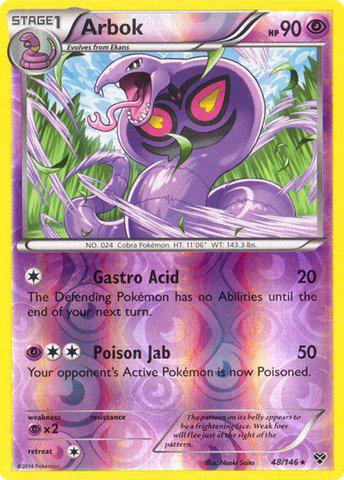 STAGE1
Arbok
HP 90
Evolves from Ekans
NO. 024 Cobra Pokémon HT: 11'06" WT: 143.3 lbs.
Gastro Acid 20
The Defending Pokémon has no Abilities until the
end of your next turn.
Poison Jab 50
Your opponent's Active Pokémon is now Poisoned.
weakness resistance
×2
retreat
The pattern on its belly appears to
be a frightening face. Weak foes
will flee just at the sight of the
pattern.
©2014 Pokémon
Illus. Naoki Saito 48/146 ★
XY